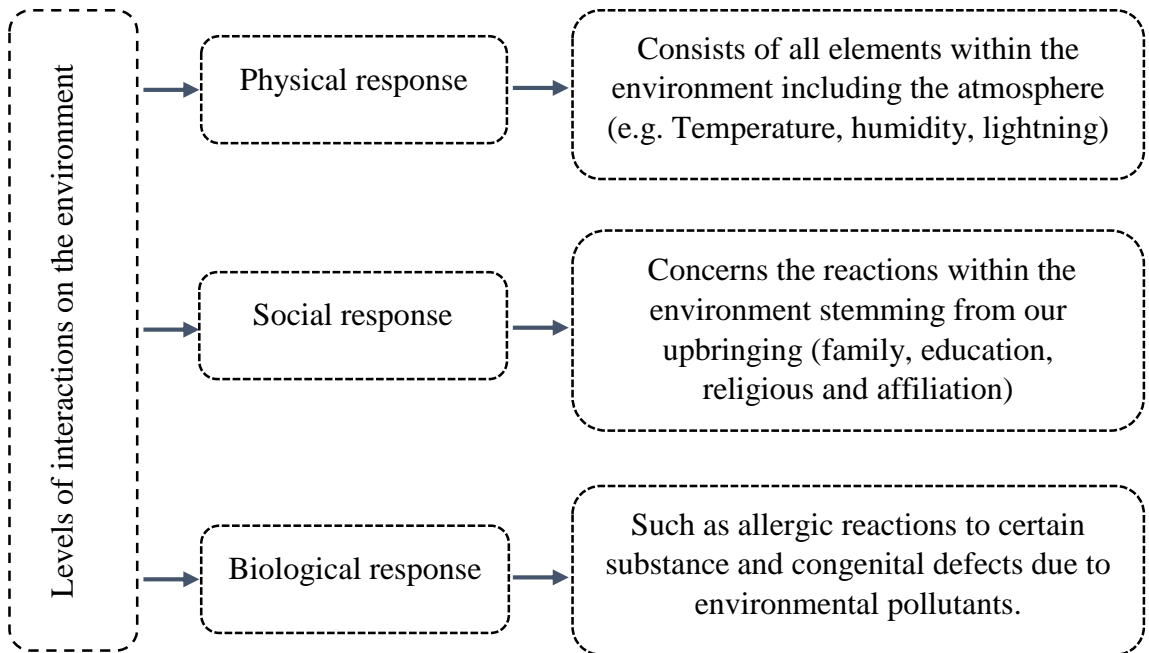 Levels of interactions on the environment
Physical response
Consists of all elements within the
environment including the atmosphere
(e.g. Temperature, humidity, lightning)
Social response
Concerns the reactions within the
environment stemming from our
upbringing (family, education,
religious and affiliation)
Biological response
Such as allergic reactions to certain
substance and congenital defects due to
environmental pollutants.